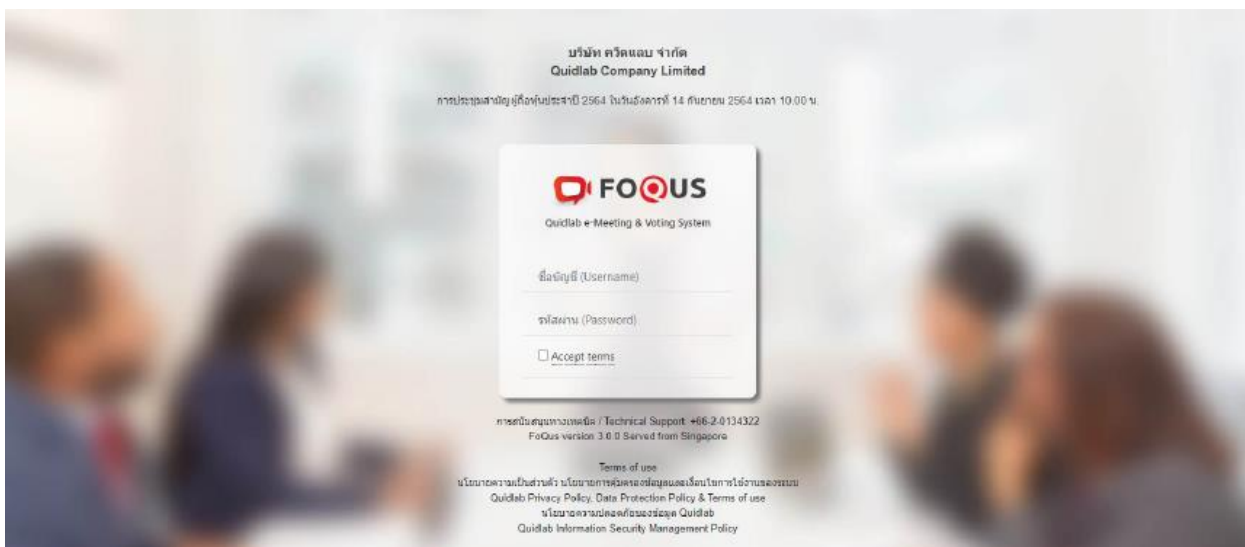 บริษัท ควิดแลบ จำกัด
Quidlab Company Limited
การประชุมสามัญผู้ถือหุ้นประจำปี 2564 ในวันอังคารที่ 14 กันยายน 2564 เวลา 10.00 น.
FOQUS
Quidlab e-Meeting & Voting System
ชื่อบัญชี (Username)
รหัสผ่าน (Password)
Accept terms
การสนับสนุนทางเทคนิค / Technical Support +66-2-0134322
FoQus version 3.0.0 Served from Singapore
Terms of use
นโยบายความเป็นส่วนตัว นโยบายการคุ้มครองข้อมูลและเงื่อนไขการใช้งานของระบบ
Quidlab Privacy Policy, Data Protection Policy & Terms of use
นโยบายความปลอดภัยของข้อมูล Quidlab
Quidlab Information Security Management Policy